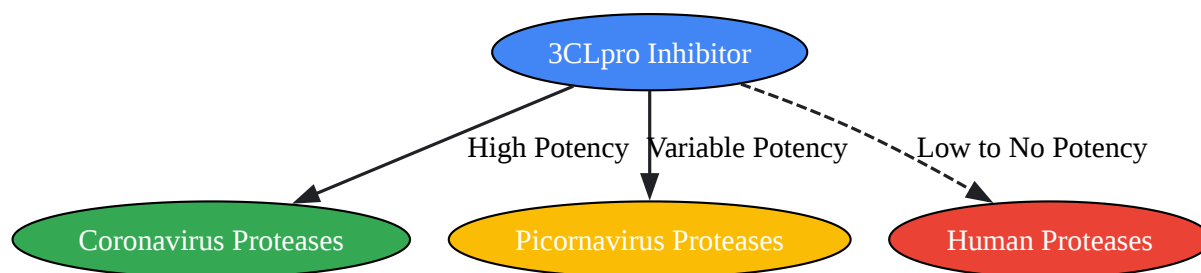 3CLpro Inhibitor
High Potency
Variable Potency
Low to No Potency
Coronavirus Proteases
Picornavirus Proteases
Human Proteases